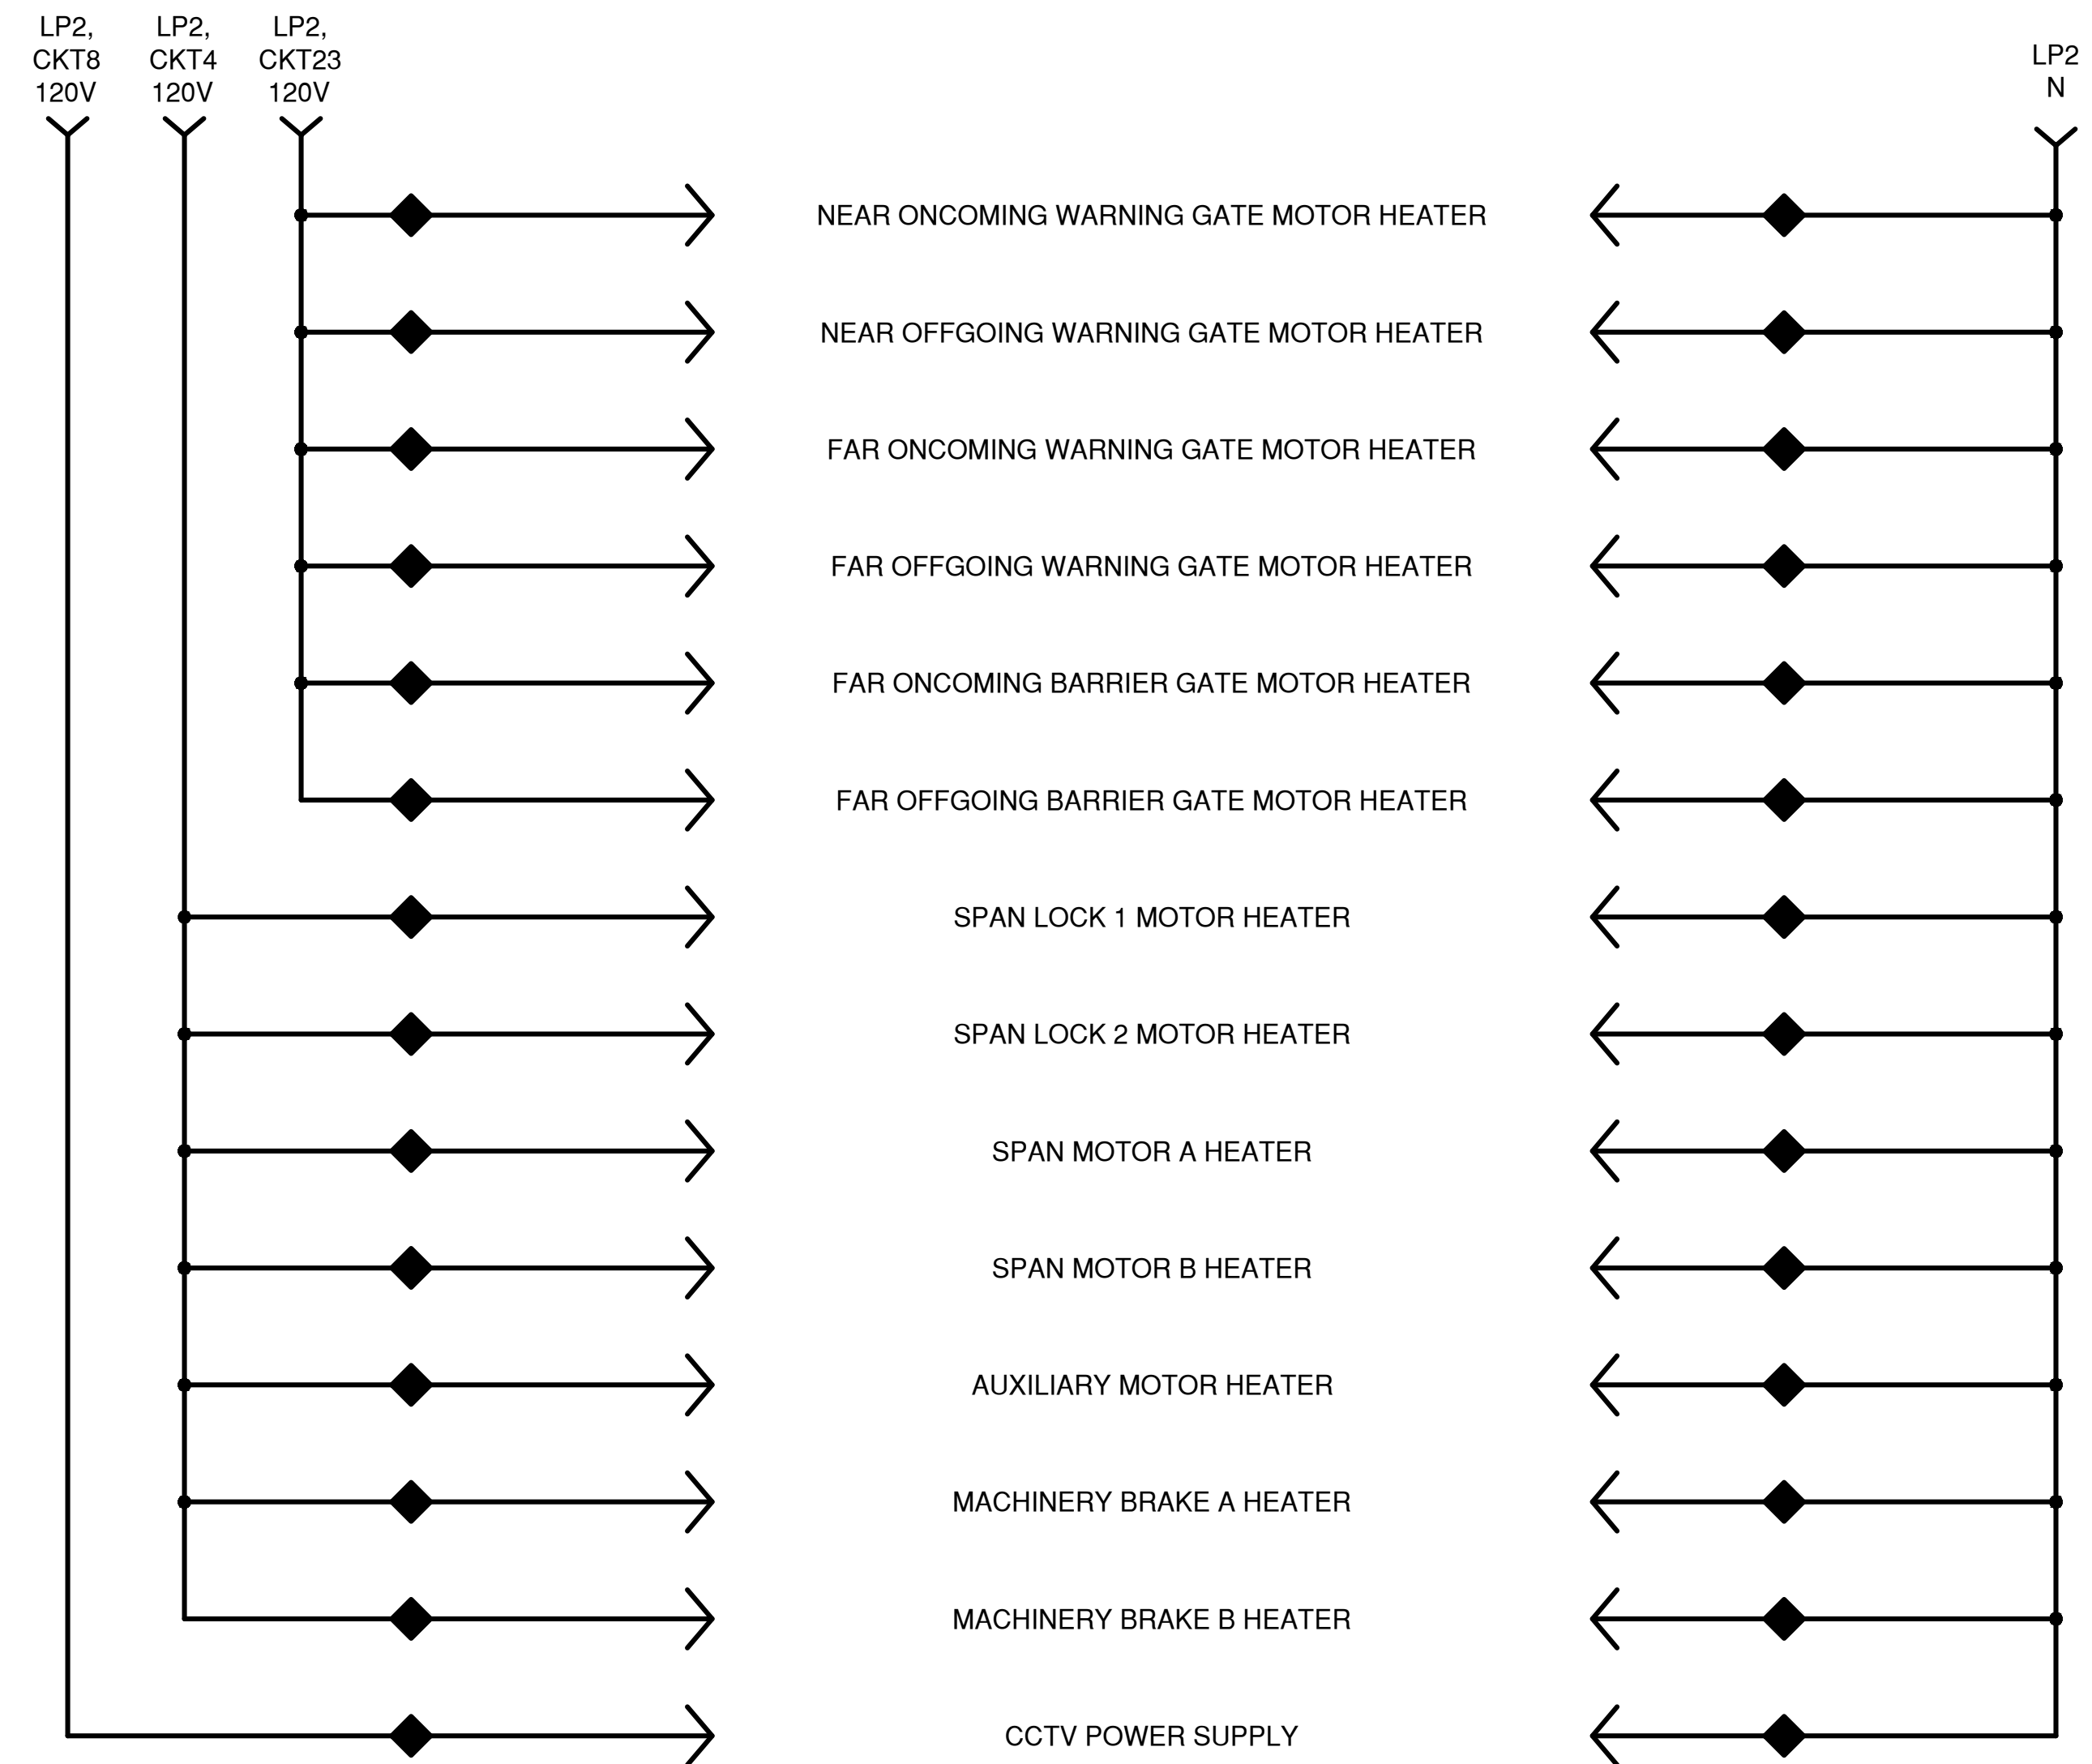 LP2,
CKT8
120V
LP2,
CKT4
120V
LP2,
CKT23
120V
LP2
N
NEAR ONCOMING WARNING GATE MOTOR HEATER
NEAR OFFGOING WARNING GATE MOTOR HEATER
FAR ONCOMING WARNING GATE MOTOR HEATER
FAR OFFGOING WARNING GATE MOTOR HEATER
FAR ONCOMING BARRIER GATE MOTOR HEATER
FAR OFFGOING BARRIER GATE MOTOR HEATER
SPAN LOCK 1 MOTOR HEATER
SPAN LOCK 2 MOTOR HEATER
SPAN MOTOR A HEATER
SPAN MOTOR B HEATER
AUXILIARY MOTOR HEATER
MACHINERY BRAKE A HEATER
MACHINERY BRAKE B HEATER
CCTV POWER SUPPLY